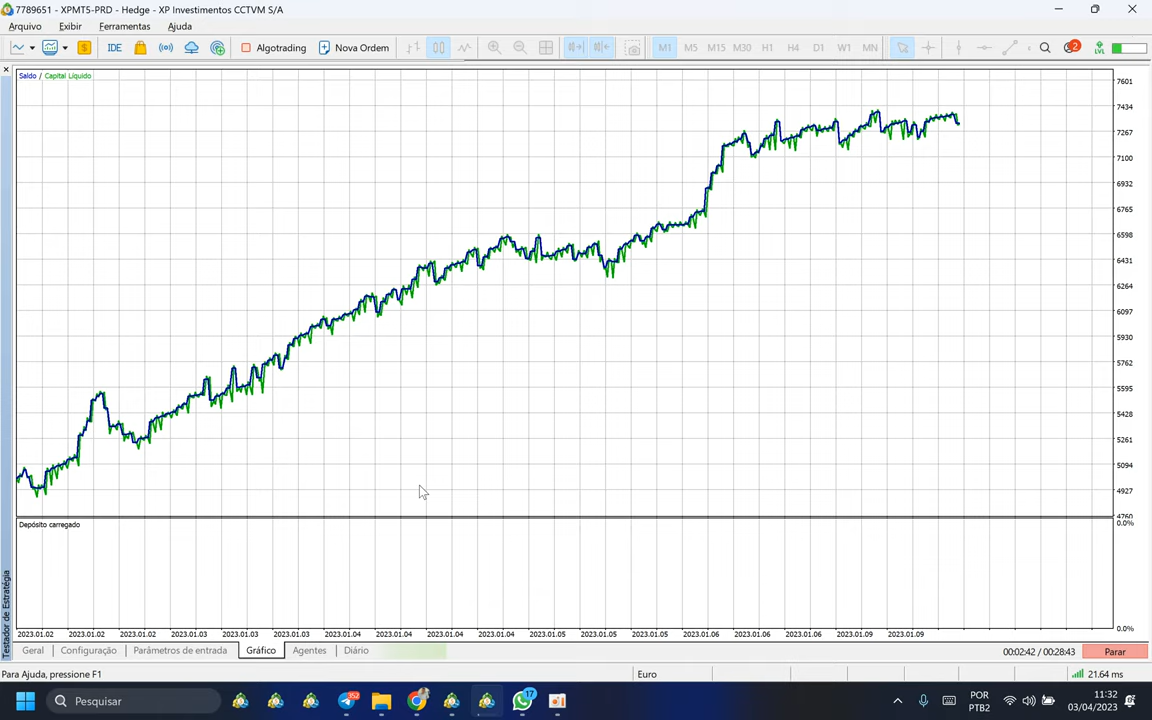 7789651 - XPMT5-PRD - Hedge - XP Investimentos CCTVM S/A
Arquivo Exibir Ferramentas Ajuda
IDE Algotrading Nova Ordem M1 M5 M15 M30 H1 H4 D1 W1 MN 2 LVL
Saldo / Capital Líquido
7601
7434
7267
7100
6932
6765
6598
6431
6264
6097
5930
5762
5595
5428
5261
5094
4927
4760
Depósito carregado
0.0%
0.0%
2023.01.02 2023.01.02 2023.01.02 2023.01.03 2023.01.03 2023.01.03 2023.01.04 2023.01.04 2023.01.04 2023.01.04 2023.01.05 2023.01.05 2023.01.05 2023.01.06 2023.01.06 2023.01.06 2023.01.09 2023.01.09
Testador de Estratégia
Geral Configuração Parâmetros de entrada Gráfico Agentes Diário 00:02:42 / 00:28:43 Parar
Para Ajuda, pressione F1 Euro 21.64 ms
Pesquisar 352 17 POR PTB2 11:32 03/04/2023